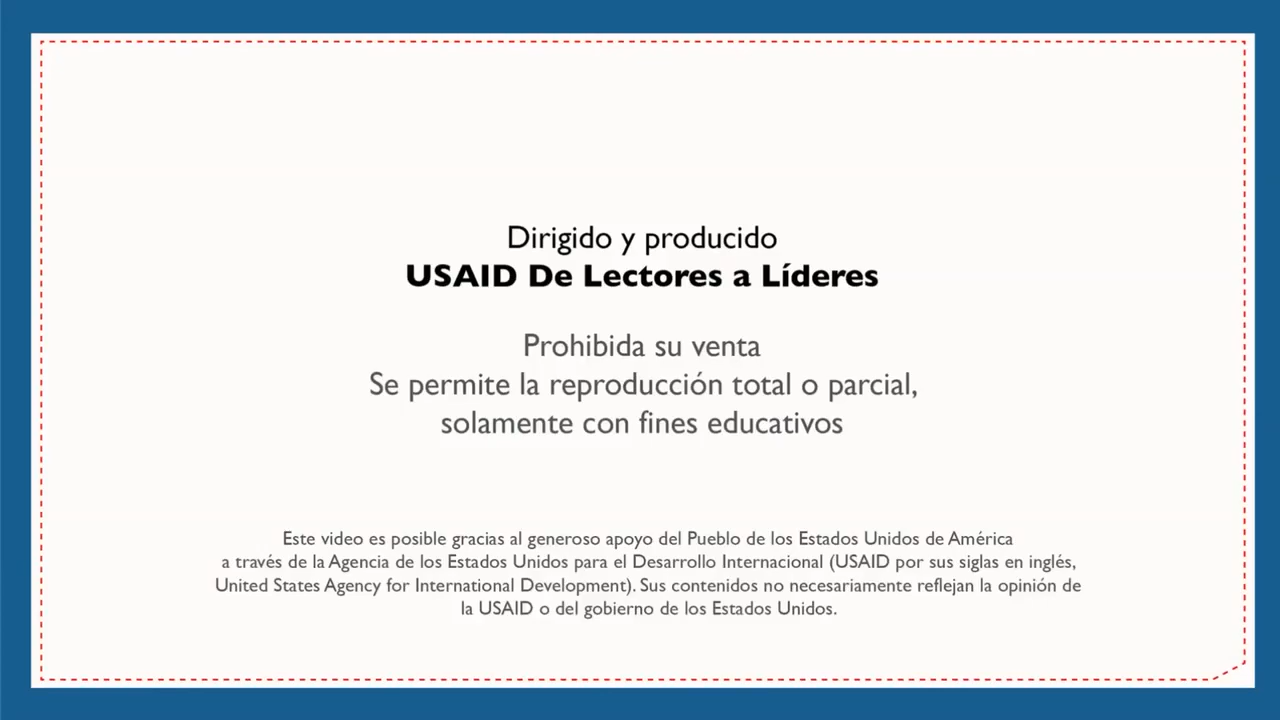 Dirigido y producido
USAID De Lectores a Líderes
Prohibida su venta
Se permite la reproducción total o parcial,
solamente con fines educativos
Este video es posible gracias al generoso apoyo del Pueblo de los Estados Unidos de América
a través de la Agencia de los Estados Unidos para el Desarrollo Internacional (USAID por sus siglas en inglés,
United States Agency for International Development). Sus contenidos no necesariamente reflejan la opinión de
la USAID o del gobierno de los Estados Unidos.